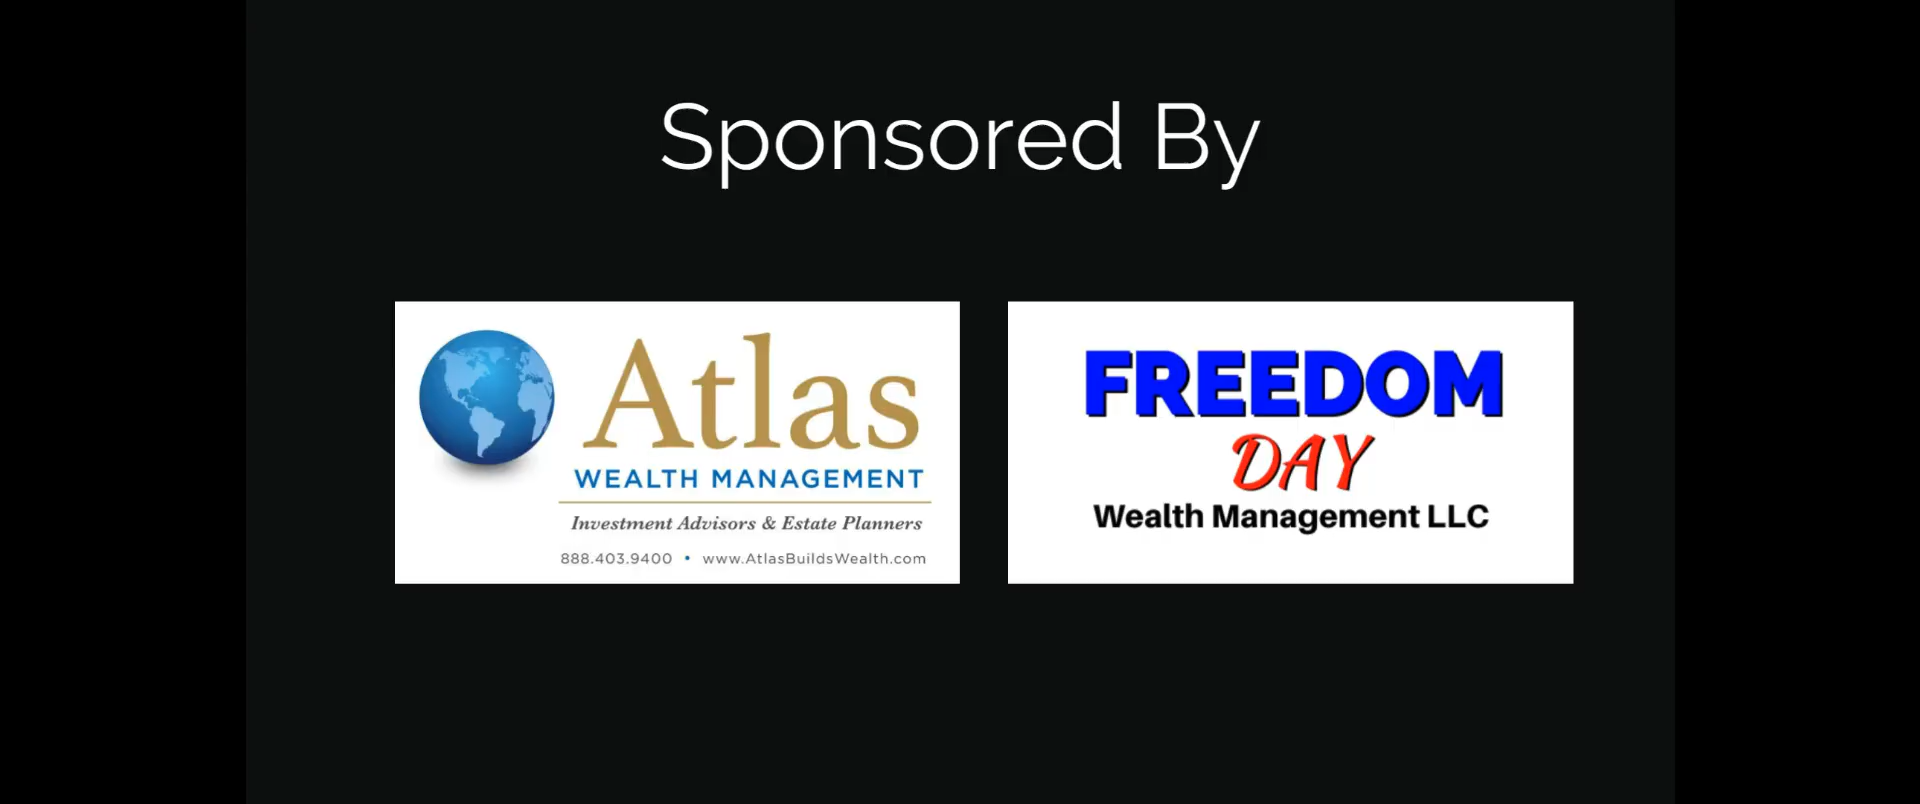 Sponsored By
Atlas
WEALTH MANAGEMENT
Investment Advisors & Estate Planners
888.403.9400 • www.AtlasBuildsWealth.com
FREEDOM
DAY
Wealth Management LLC